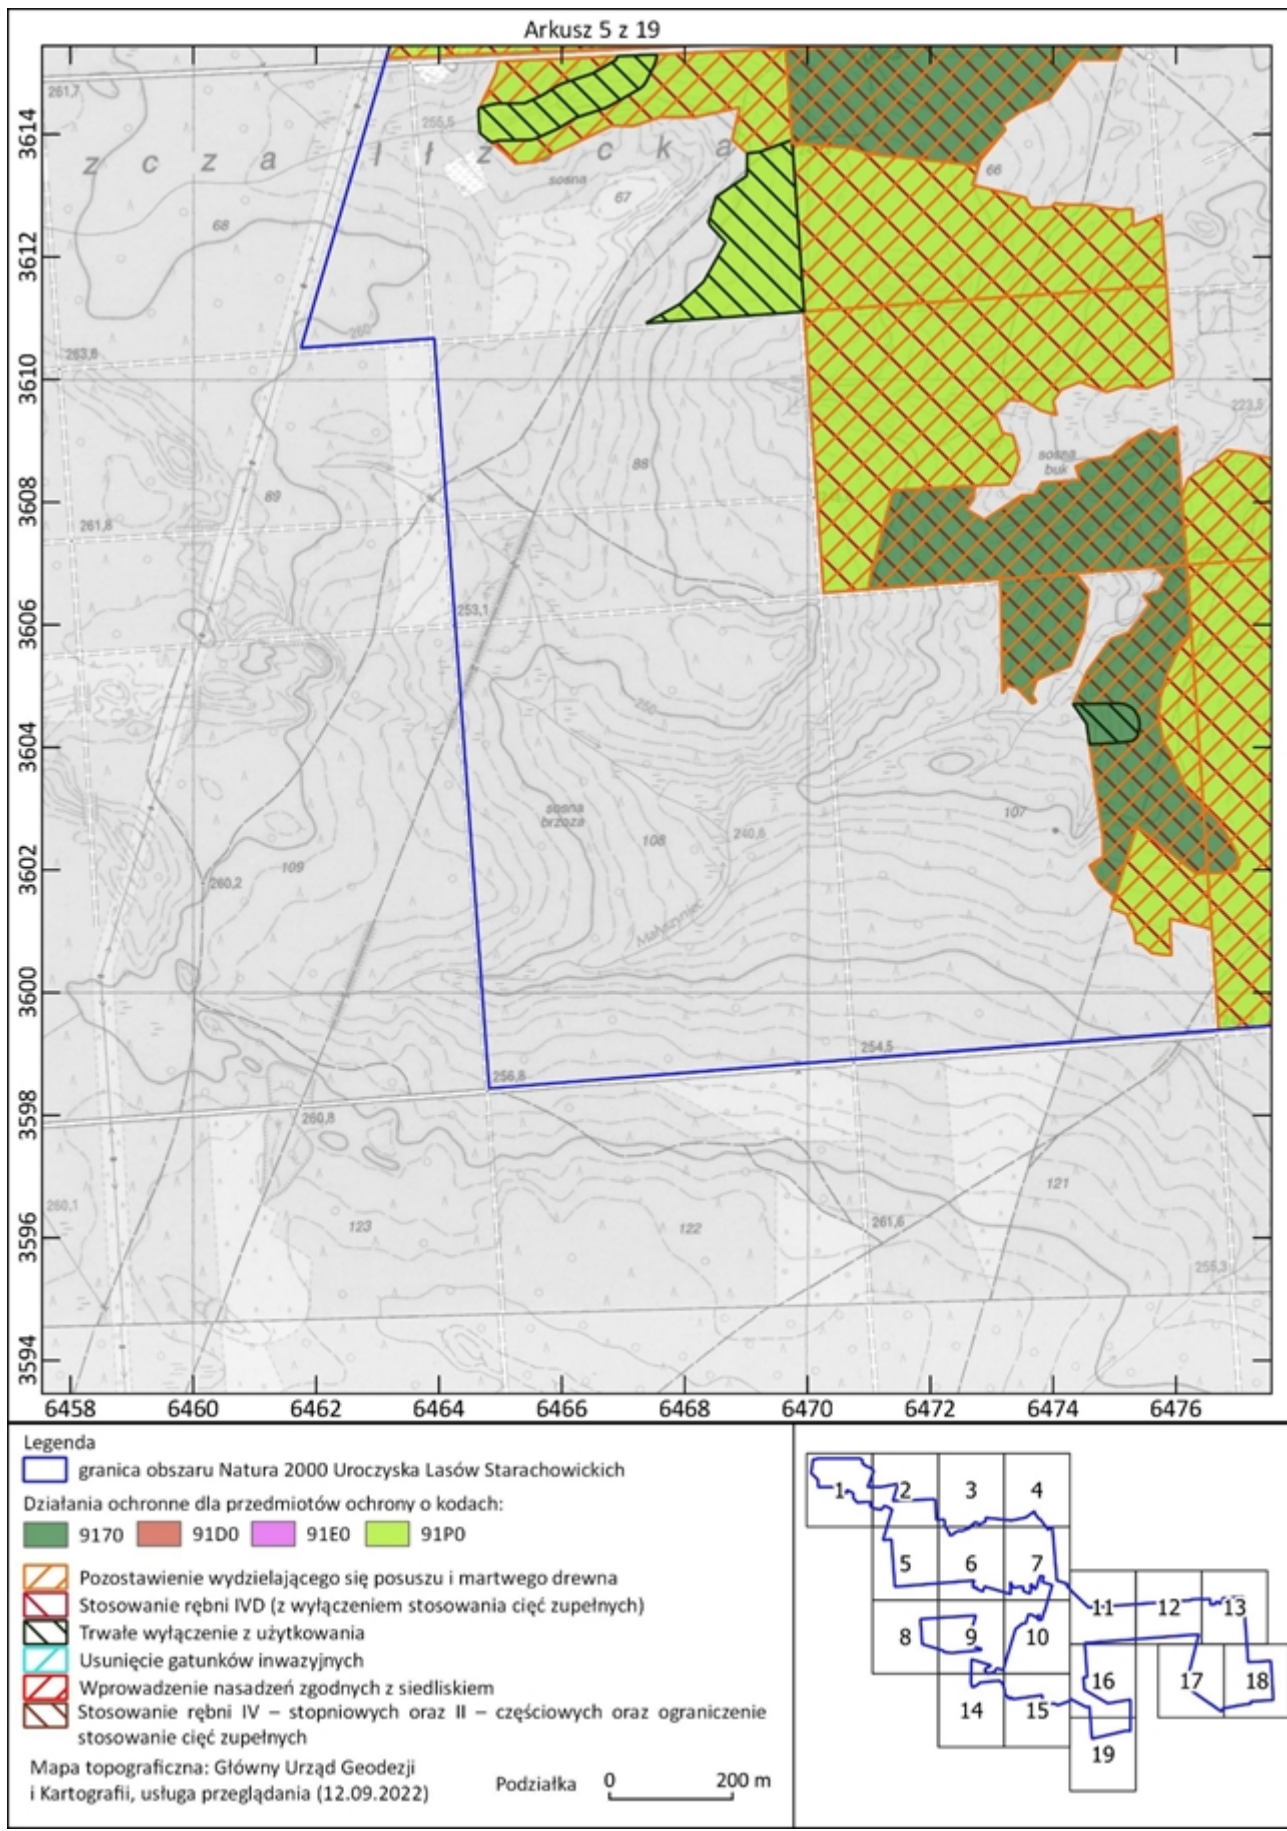 Arkusz 5 z 19
261,7
255,5
z c z a I ł ż e c k a
sosna
67
66
68
260
263,6
223,5
88
sosna
buk
89
261,8
253,1
250
sosna
brzoza
108
240,6
107
109
260,2
Małyszyniec
254,5
256,8
260,8
260,1
123
122
121
261,6
255,3
3614
3612
3610
3608
3606
3604
3602
3600
3598
3596
3594
6458 6460 6462 6464 6466 6468 6470 6472 6474 6476
Legenda
granica obszaru Natura 2000 Uroczyska Lasów Starachowickich
Działania ochronne dla przedmiotów ochrony o kodach:
9170 91D0 91E0 91P0
Pozostawienie wydzielającego się posuszu i martwego drewna
Stosowanie rębni IVD (z wyłączeniem stosowania cięć zupełnych)
Trwałe wyłączenie z użytkowania
Usunięcie gatunków inwazyjnych
Wprowadzenie nasadzeń zgodnych z siedliskiem
Stosowanie rębni IV – stopniowych oraz II – częściowych oraz ograniczenie
stosowanie cięć zupełnych
Mapa topograficzna: Główny Urząd Geodezji
i Kartografii, usługa przeglądania (12.09.2022)
Podziałka 0 200 m
1 2 3 4
5 6 7
11 12 13
8 9 10
16 17 18
14 15
19